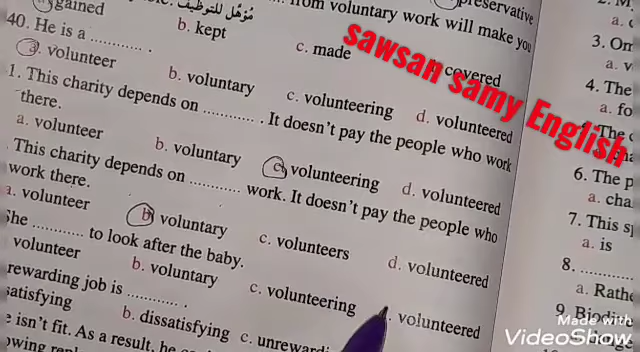 gained
b. kept
c. made
covered
مؤهل للتوظيف
from voluntary work will make you
preservative
40. He is a ............ .
a. volunteer
b. voluntary
c. volunteering
d. volunteered
1. This charity depends on ............ . It doesn't pay the people who work
there.
a. volunteer
b. voluntary
c. volunteering
d. volunteered
This charity depends on ............ work. It doesn't pay the people who
work there.
a. volunteer
b. voluntary
c. volunteers
d. volunteered
She ............ to look after the baby.
volunteer
b. voluntary
c. volunteering
. volunteered
rewarding job is ............ .
satisfying
b. dissatisfying
c. unrewardi
isn't fit. As a result, he
sawsan samy English
3. Om
4. The
a. fo
The
6. The p
a. cha
7. This s
a. is
8. ............
a. Rathe
9. Biodive
Made with
VideoShow